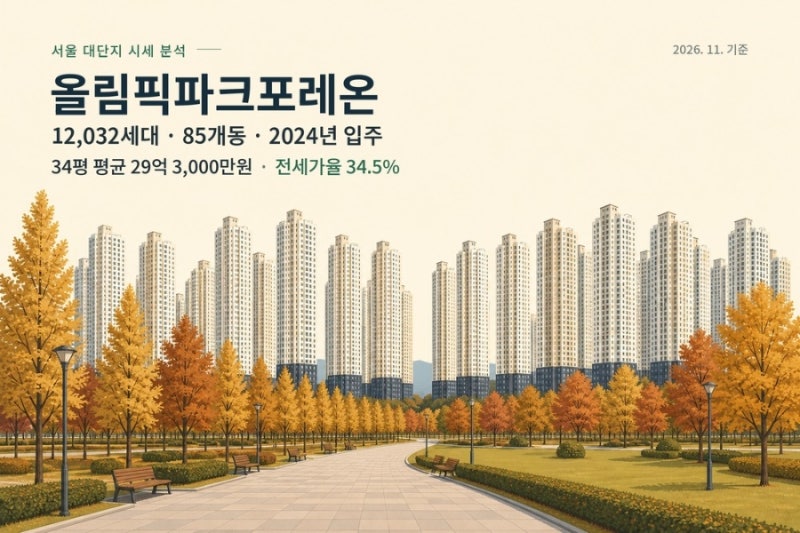 서울 대단지 시세 분석
2026. 11. 기준
올림픽파크포레온
12,032세대 · 85개동 · 2024년 입주
34평 평균 29억 3,000만원 · 전세가율 34.5%